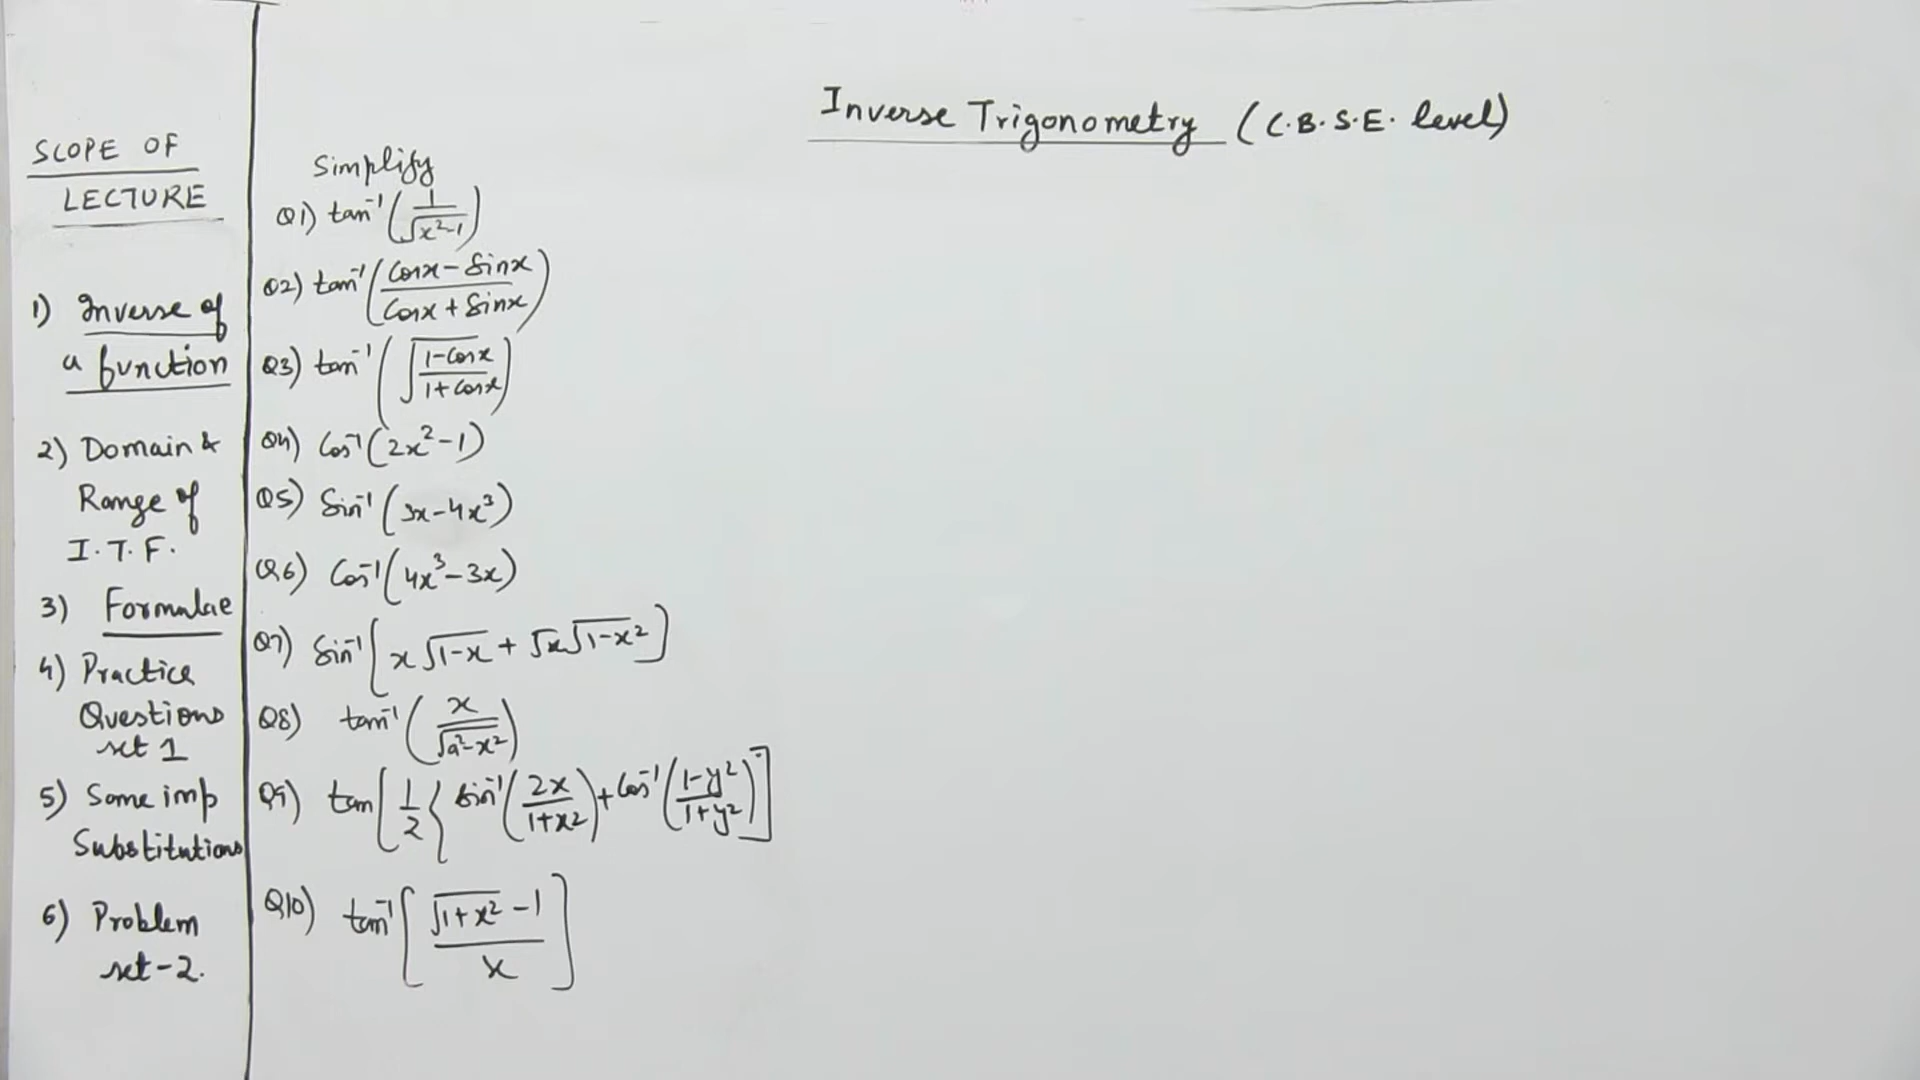 Inverse Trigonometry (C.B.S.E. level)
SCOPE OF
LECTURE
1) Inverse of
a function
2) Domain &
Range of
I.T.F.
3) Formulae
4) Practice
Questions
set 1
5) Some imp
Substitutions
6) Problem
set-2.
Simplify
Q1) tan⁻¹(1/√(x²-1))
Q2) tan⁻¹((cosx - sinx)/(cosx + sinx))
Q3) tan⁻¹(√((1-cosx)/(1+cosx)))
Q4) cos⁻¹(2x²-1)
Q5) sin⁻¹(3x-4x³)
Q6) cos⁻¹(4x³-3x)
Q7) sin⁻¹[x√(1-x) + √x√(1-x²)]
Q8) tan⁻¹(x/√(a²-x²))
Q9) tan[1/2{sin⁻¹(2x/(1+x²)) + cos⁻¹((1-y²)/(1+y²))]
Q10) tan⁻¹[(√(1+x²) - 1)/x]